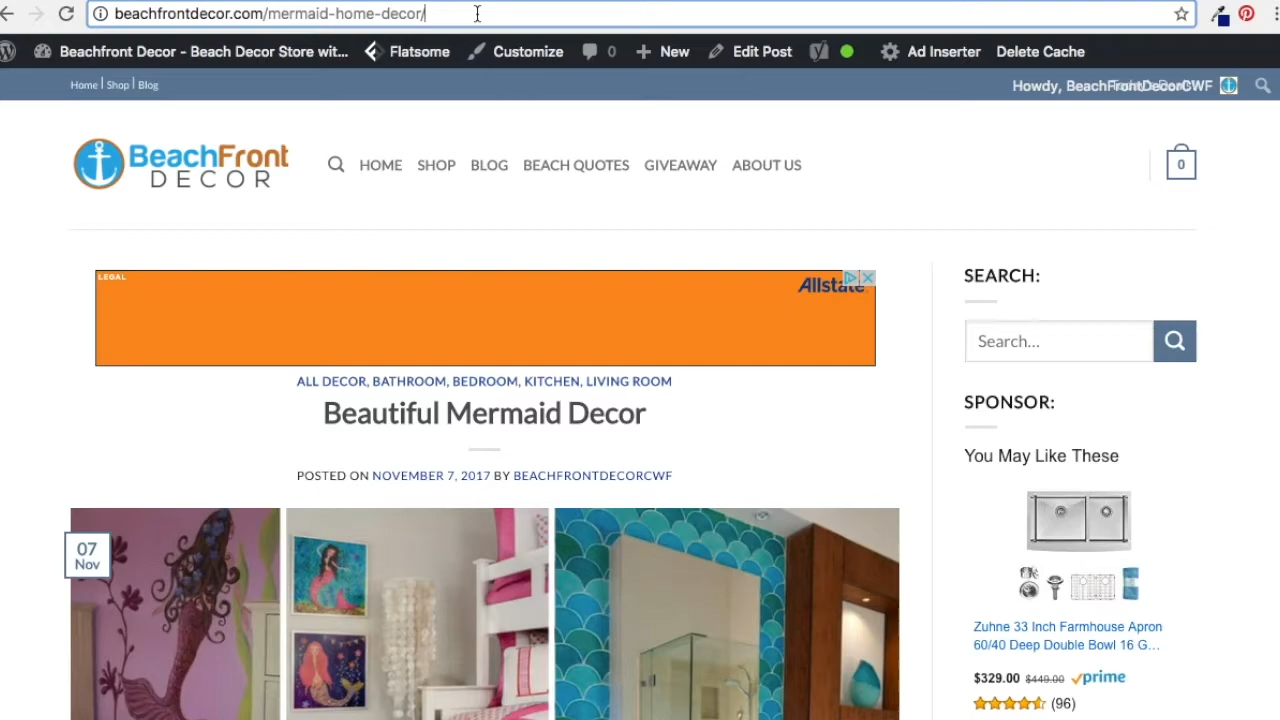 beachfrontdecor.com/mermaid-home-decor/
Beachfront Decor - Beach Decor Store wit... Flatsome Customize 0 New Edit Post Ad Inserter Delete Cache
Home Shop Blog
Howdy, BeachFrontDecorCWF
BeachFront
DECOR
HOME SHOP BLOG BEACH QUOTES GIVEAWAY ABOUT US
0
LEGAL
Allstate
ALL DECOR, BATHROOM, BEDROOM, KITCHEN, LIVING ROOM
Beautiful Mermaid Decor
POSTED ON NOVEMBER 7, 2017 BY BEACHFRONTDECORCWF
07
Nov
SEARCH:
Search...
SPONSOR:
You May Like These
Zuhne 33 Inch Farmhouse Apron
60/40 Deep Double Bowl 16 G...
$329.00 $449.00 prime
(96)